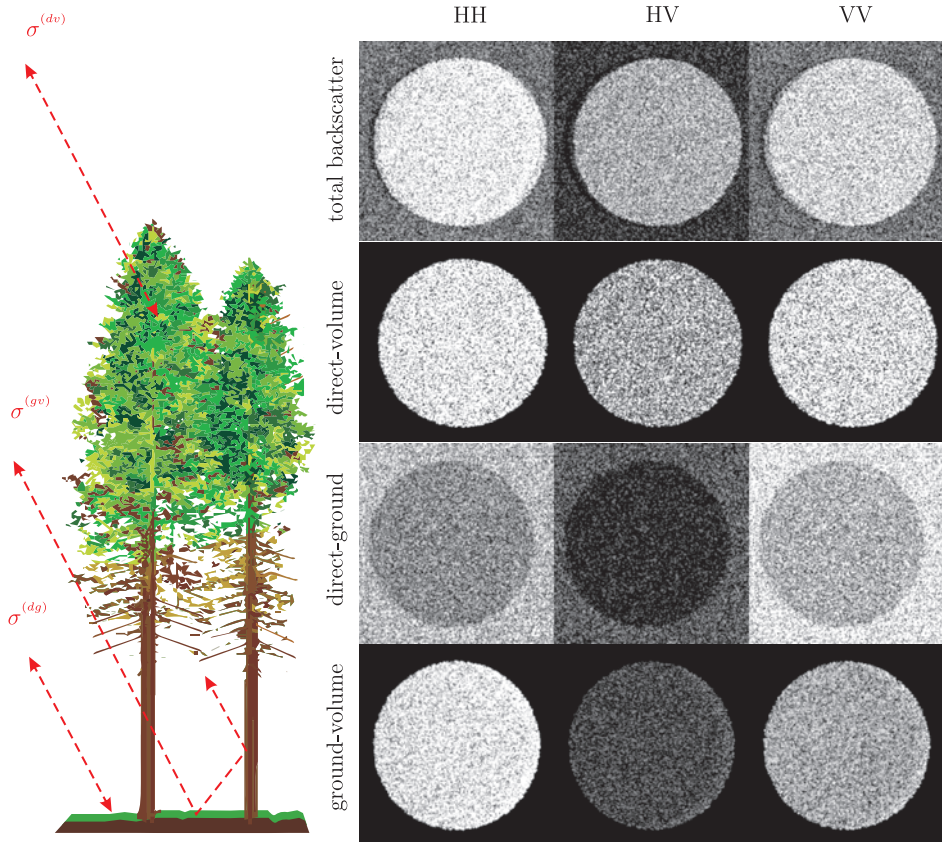 HH HV VV
σ(dv)
total backscatter
direct-volume
σ(gv)
direct-ground
σ(dg)
ground-volume